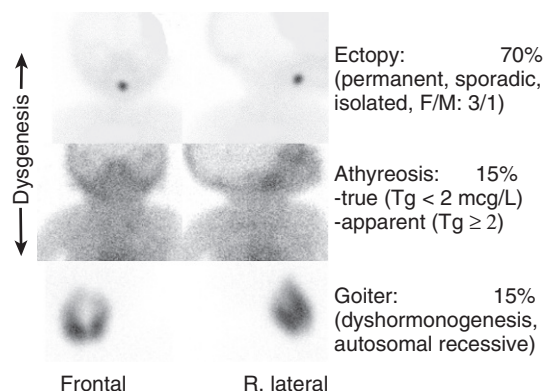 Dysgenesis
Ectopy: 70%
(permanent, sporadic,
isolated, F/M: 3/1)
Athyreosis: 15%
-true (Tg < 2 mcg/L)
-apparent (Tg ≥ 2)
Goiter: 15%
(dyshormonogenesis,
autosomal recessive)
Frontal R. lateral